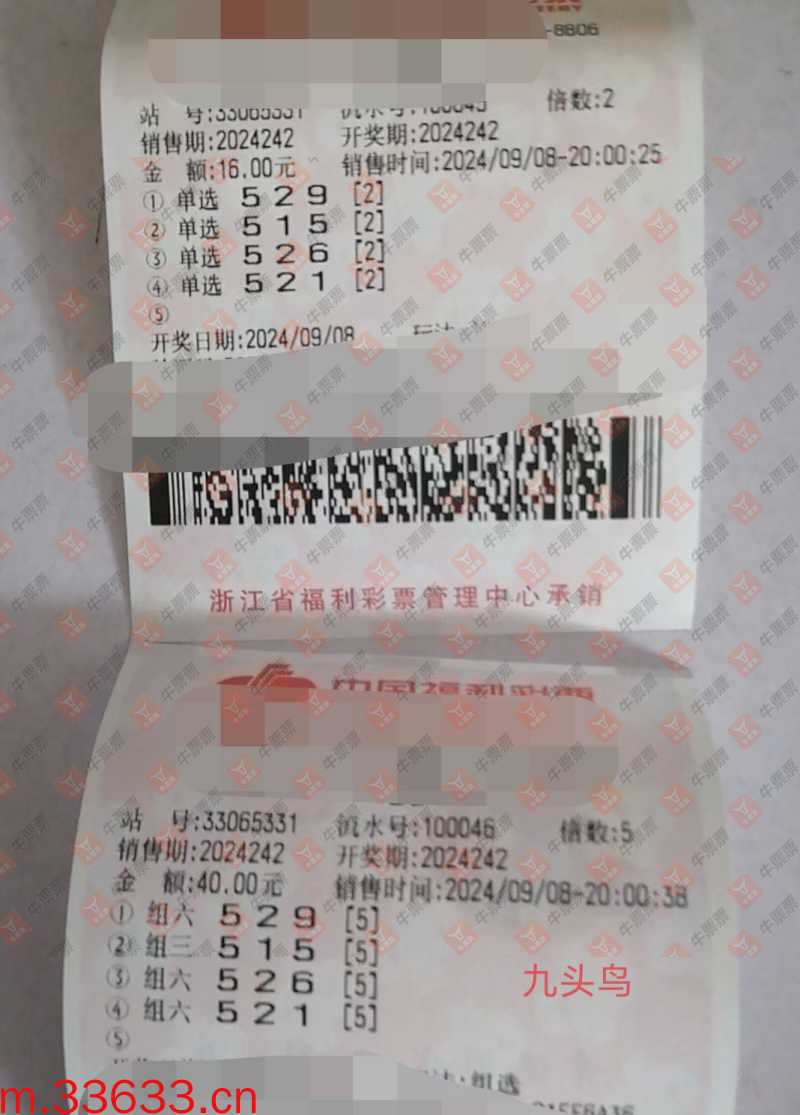 -8806
站 号:33065331 流水号:100045 倍数:2
销售期:2024242 开奖期:2024242
金 额:16.00元 销售时间:2024/09/08-20:00:25
① 单选 5 2 9 [2]
② 单选 5 1 5 [2]
③ 单选 5 2 6 [2]
④ 单选 5 2 1 [2]
⑤
开奖日期:2024/09/08
浙江省福利彩票管理中心承销
中国福利彩票
站 号:33065331 流水号:100046 倍数:5
销售期:2024242 开奖期:2024242
金 额:40.00元 销售时间:2024/09/08-20:00:38
① 组六 5 2 9 [5]
② 组三 5 1 5 [5]
③ 组六 5 2 6 [5]
④ 组六 5 2 1 [5]
⑤
九头鸟
:组选
m.33633.cn
牛票票